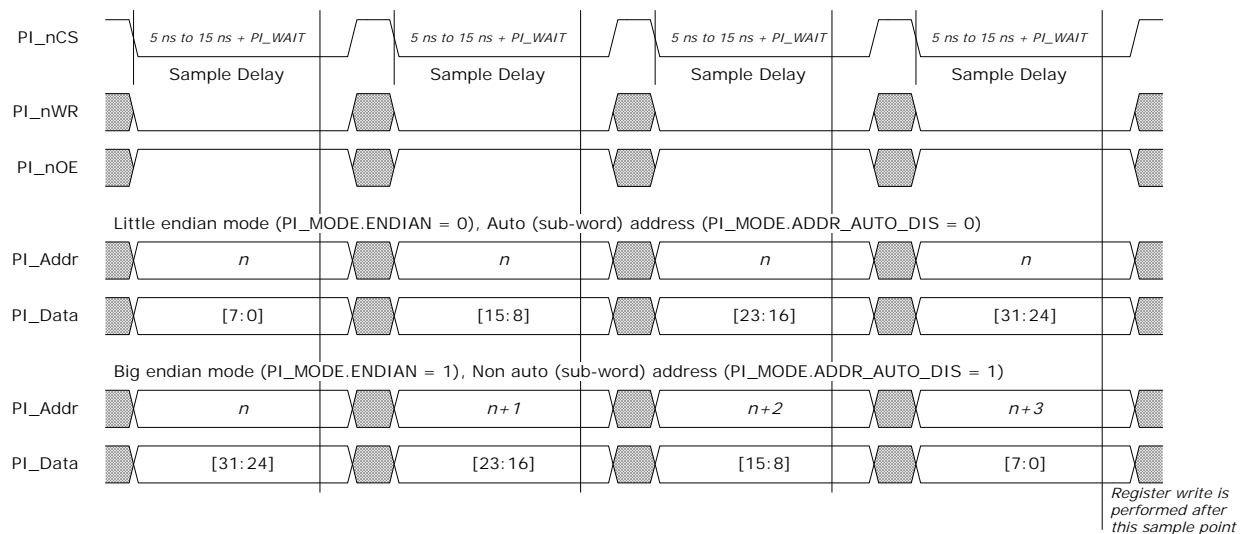 PI_nCS 5 ns to 15 ns + PI_WAIT 5 ns to 15 ns + PI_WAIT 5 ns to 15 ns + PI_WAIT 5 ns to 15 ns + PI_WAIT
Sample Delay Sample Delay Sample Delay Sample Delay
PI_nWR
PI_nOE
Little endian mode (PI_MODE.ENDIAN = 0), Auto (sub-word) address (PI_MODE.ADDR_AUTO_DIS = 0)
PI_Addr n n n n
PI_Data [7:0] [15:8] [23:16] [31:24]
Big endian mode (PI_MODE.ENDIAN = 1), Non auto (sub-word) address (PI_MODE.ADDR_AUTO_DIS = 1)
PI_Addr n n+1 n+2 n+3
PI_Data [31:24] [23:16] [15:8] [7:0]
Register write is
performed after
this sample point